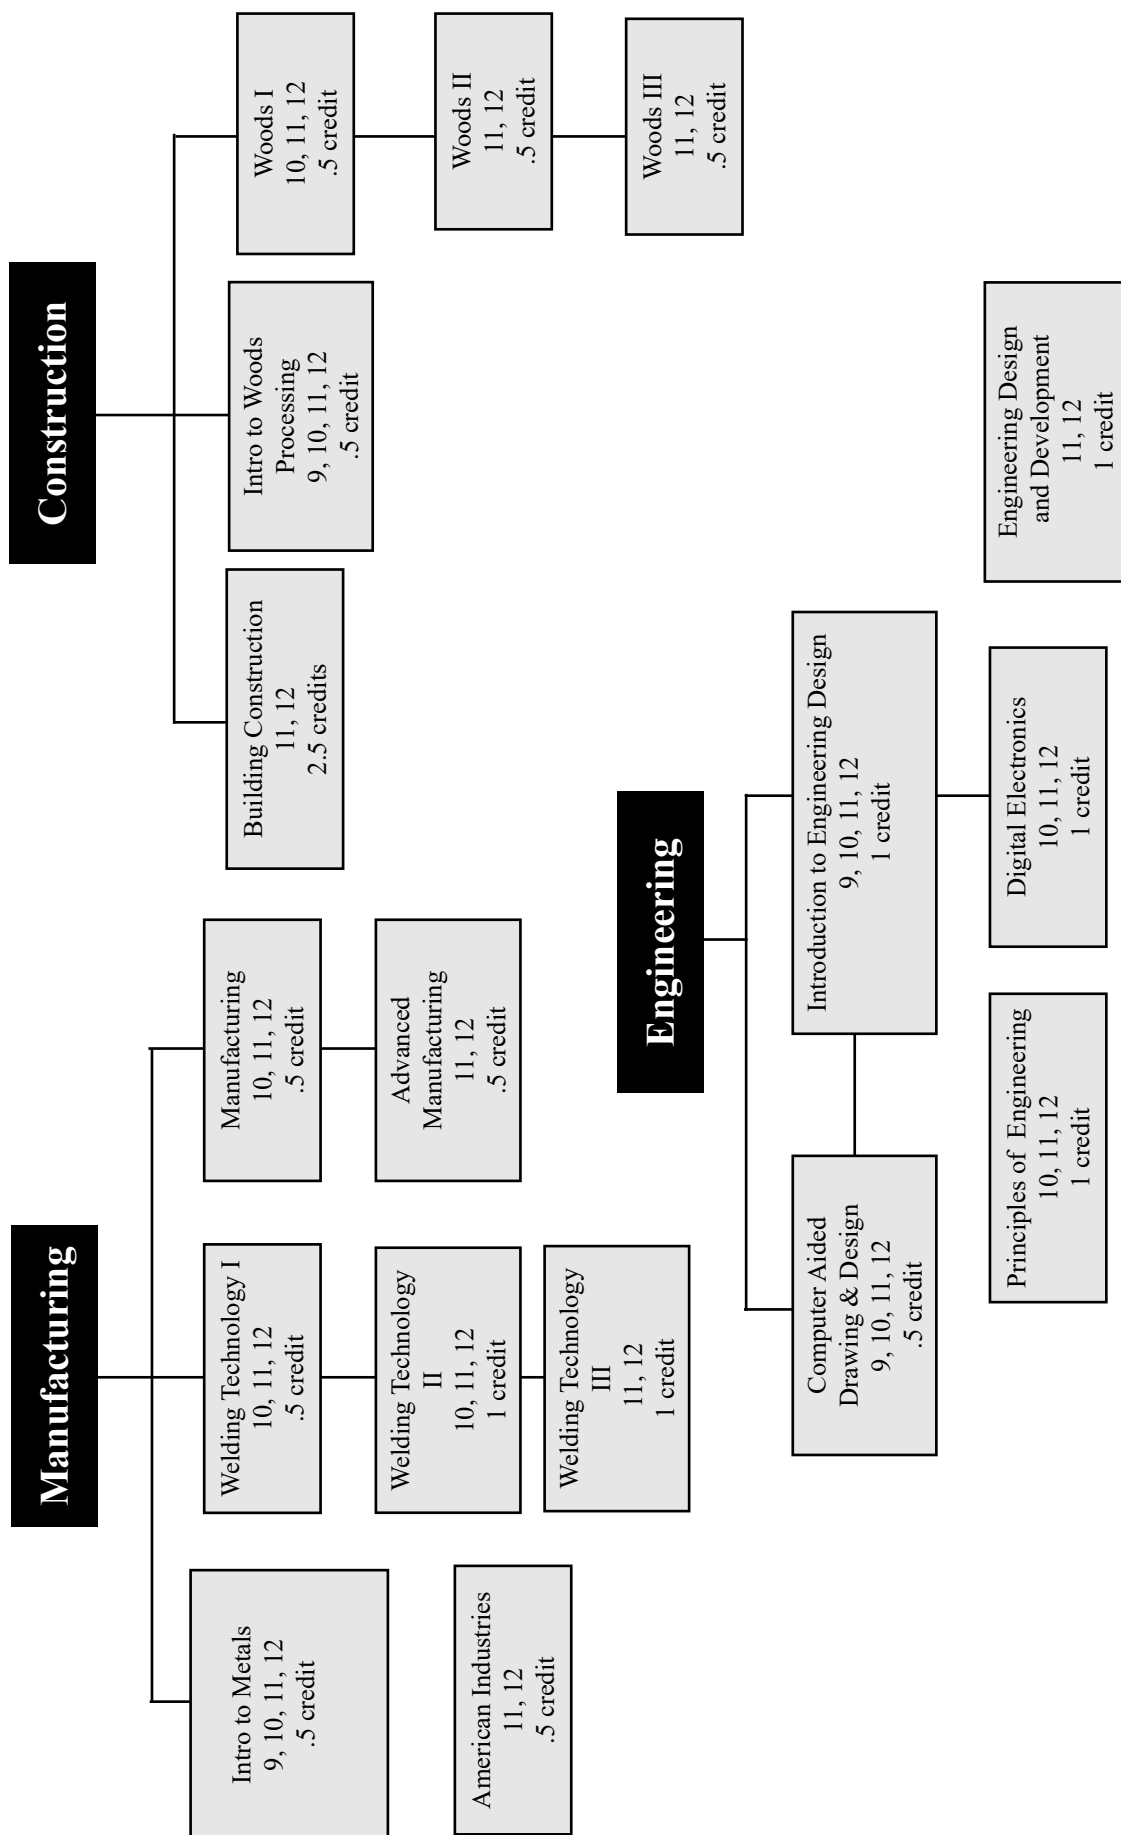 Manufacturing
Intro to Metals
9, 10, 11, 12
.5 credit
American Industries
11, 12
.5 credit
Welding Technology I
10, 11, 12
.5 credit
Welding Technology
II
10, 11, 12
1 credit
Welding Technology
III
11, 12
1 credit
Manufacturing
10, 11, 12
.5 credit
Advanced
Manufacturing
11, 12
.5 credit
Construction
Building Construction
11, 12
2.5 credits
Intro to Woods
Processing
9, 10, 11, 12
.5 credit
Woods I
10, 11, 12
.5 credit
Woods II
11, 12
.5 credit
Woods III
11, 12
.5 credit
Engineering
Computer Aided
Drawing & Design
9, 10, 11, 12
.5 credit
Introduction to Engineering Design
9, 10, 11, 12
1 credit
Principles of Engineering
10, 11, 12
1 credit
Digital Electronics
10, 11, 12
1 credit
Engineering Design
and Development
11, 12
1 credit